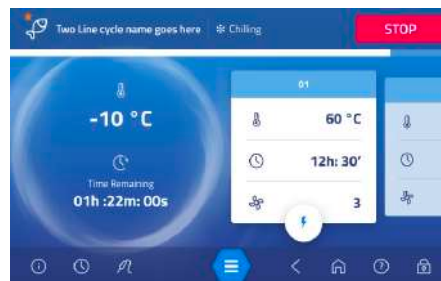 Two Line cycle name goes here
Chilling
STOP
-10 °C
Time Remaining
01h :22m: 00s
01
60 °C
12h: 30'
3